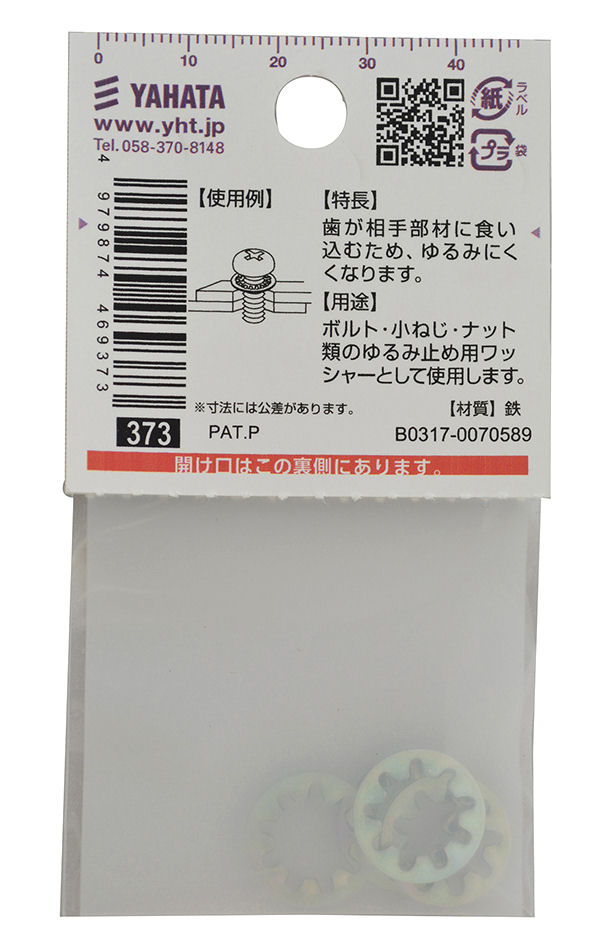 0 10 20 30 40
YAHATA
www.yht.jp
Tel.058-370-8148
紙
ラベル
プラ
袋
4 979874 469373
【使用例】
【特長】
歯が相手部材に食い
込むため、ゆるみにく
くなります。
【用途】
ボルト・小ねじ・ナット
類のゆるみ止め用ワッ
シャーとして使用します。
※寸法には公差があります。
【材質】鉄
373
PAT.P
B0317-0070589
開け口はこの裏側にあります。